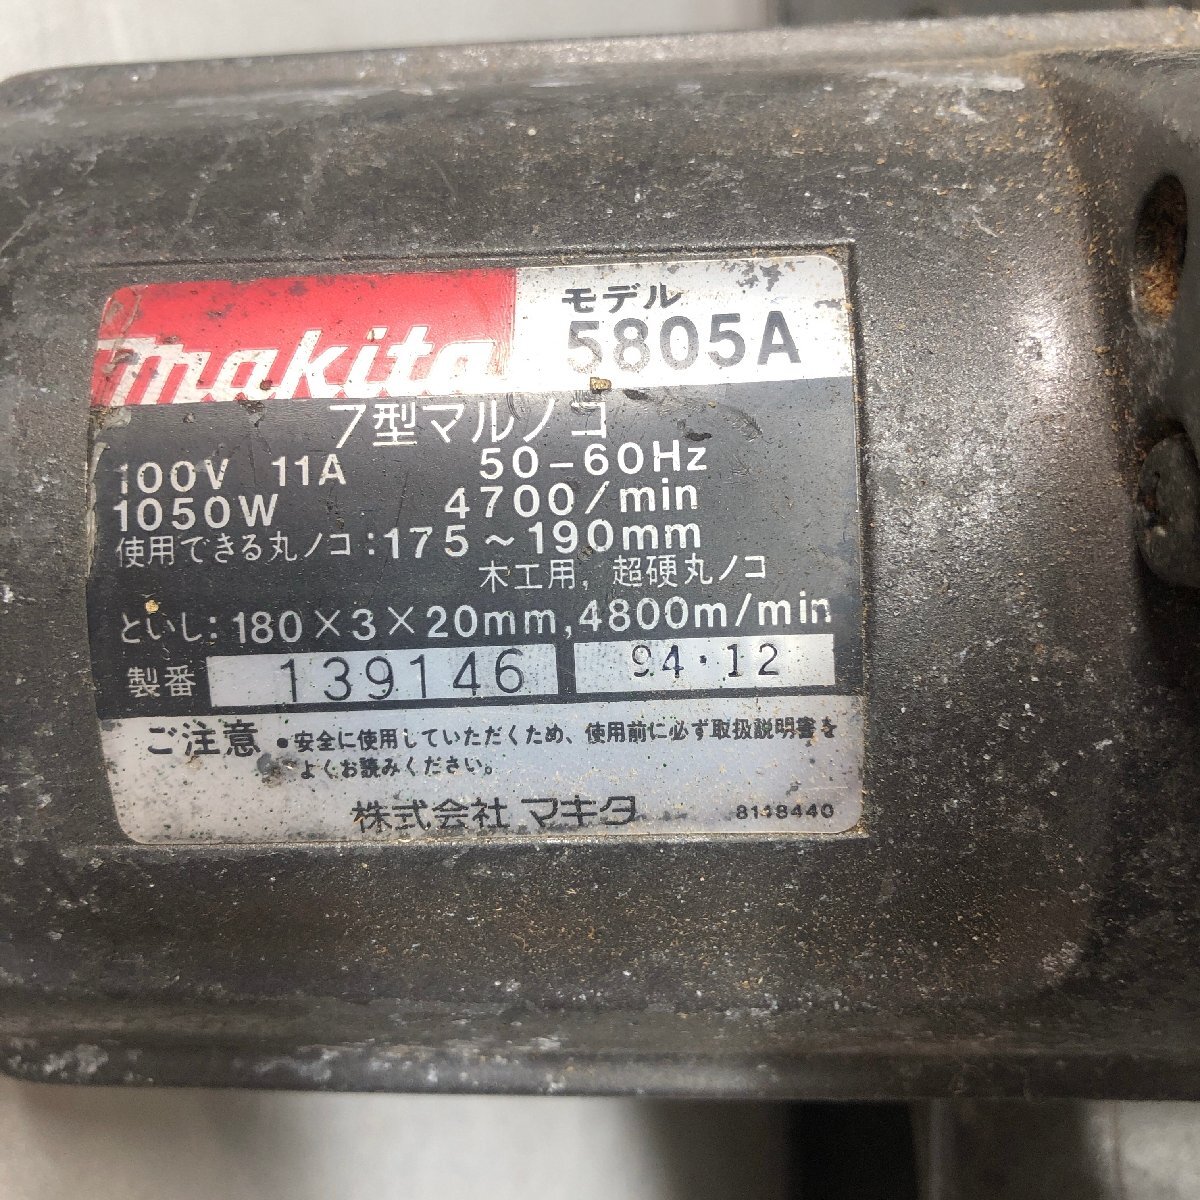 makita
モデル
5805A
7型マルノコ
100V 11A 50-60Hz
1050W 4700/min
使用できる丸ノコ:175~190mm
木工用,超硬丸ノコ
といし:180×3×20mm,4800m/min
製番 139146 94・12
ご注意 ●安全に使用していただくため、使用前に必ず取扱説明書を
よくお読みください。
株式会社 マキタ 8118440